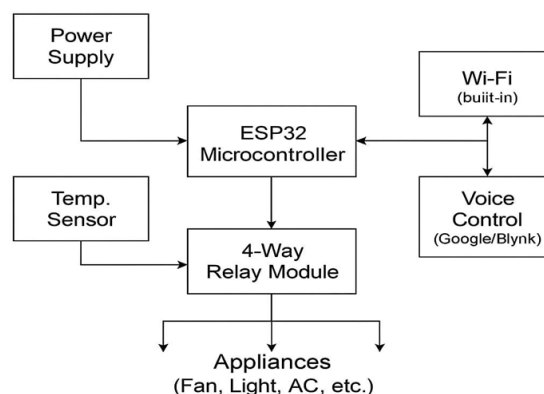 Power
Supply
Wi-Fi
(buiit-in)
ESP32
Microcontroller
Temp.
Sensor
Voice
Control
(Google/Blynk)
4-Way
Relay Module
Appliances
(Fan, Light, AC, etc.)